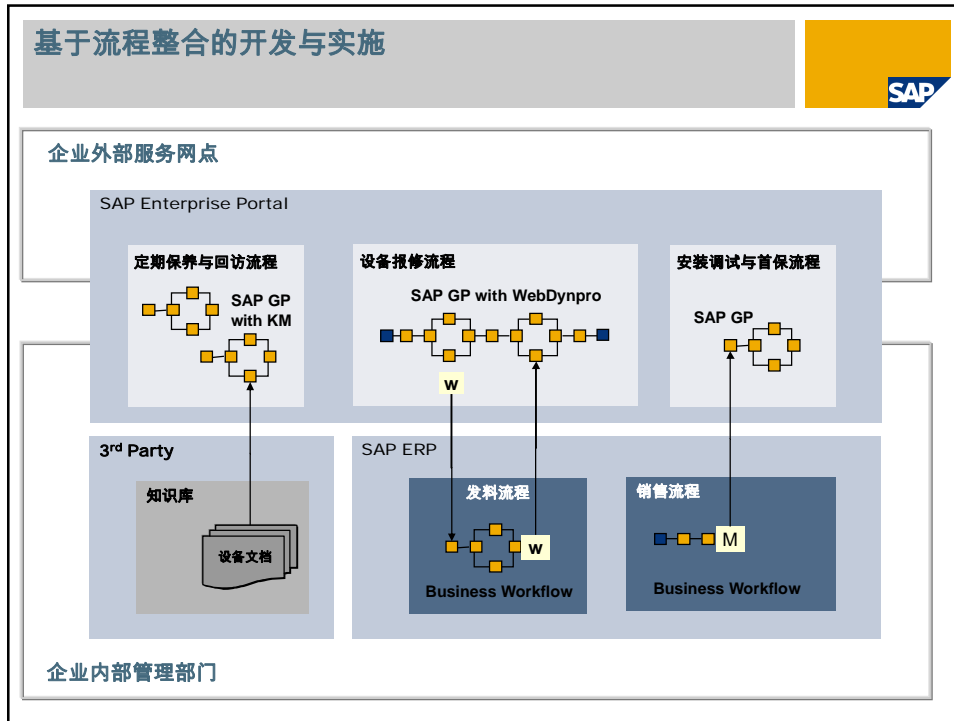 基于流程整合的开发与实施
SAP
企业外部服务网点
SAP Enterprise Portal
定期保养与回访流程
SAP GP
with KM
设备报修流程
SAP GP with WebDynpro
w
安装调试与首保流程
SAP GP
3rd Party
知识库
设备文档
SAP ERP
发料流程
w
Business Workflow
销售流程
M
Business Workflow
企业内部管理部门